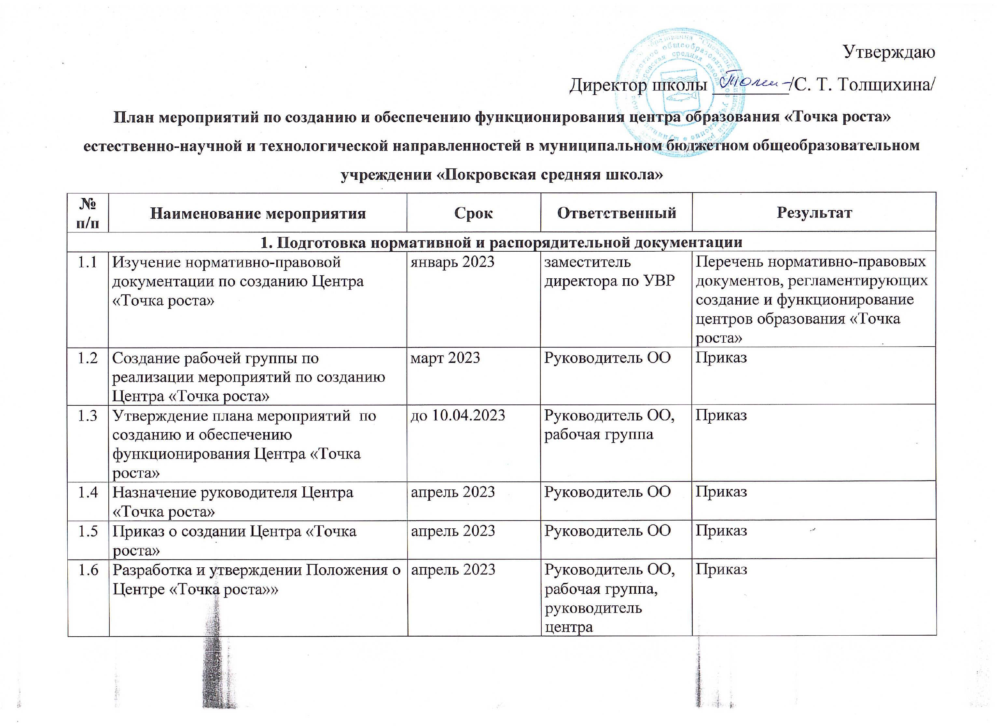 Утверждаю
Директор школы __________/С. Т. Толщихина/
План мероприятий по созданию и обеспечению функционирования центра образования «Точка роста»
естественно-научной и технологической направленностей в муниципальном бюджетном общеобразовательном
учреждении «Покровская средняя школа»
№
п/п
Наименование мероприятия
Срок
Ответственный
Результат
1. Подготовка нормативной и распорядительной документации
1.1
Изучение нормативно-правовой
документации по созданию Центра
«Точка роста»
январь 2023
заместитель
директора по УВР
Перечень нормативно-правовых
документов, регламентирующих
создание и функционирование
центров образования «Точка
роста»
1.2
Создание рабочей группы по
реализации мероприятий по созданию
Центра «Точка роста»
март 2023
Руководитель ОО
Приказ
1.3
Утверждение плана мероприятий  по
созданию и обеспечению
функционирования Центра «Точка
роста»
до 10.04.2023
Руководитель ОО,
рабочая группа
Приказ
1.4
Назначение руководителя Центра
«Точка роста»
апрель 2023
Руководитель ОО
Приказ
1.5
Приказ о создании Центра «Точка
роста»
апрель 2023
Руководитель ОО
Приказ
1.6
Разработка и утверждении Положения о
Центре «Точка роста»»
апрель 2023
Руководитель ОО,
рабочая группа,
руководитель
центра
Приказ